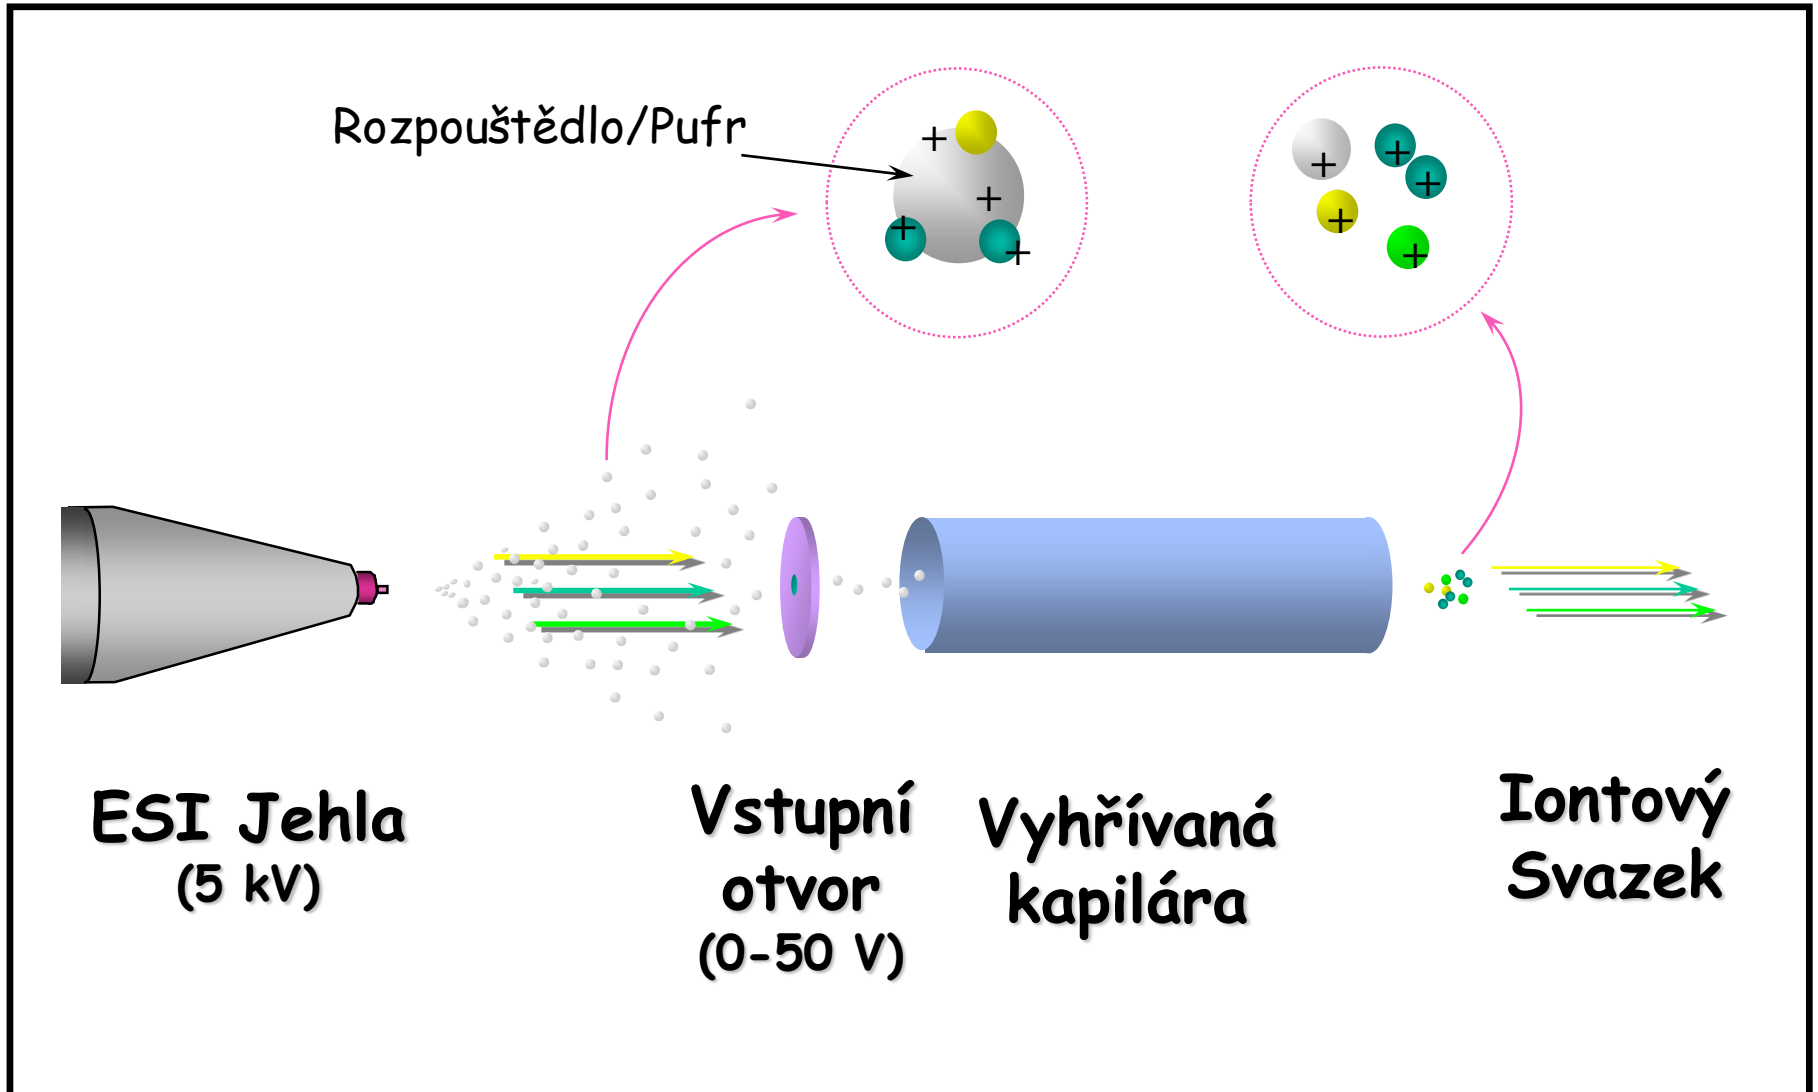 Rozpouštědlo/Pufr
+
+
+
+
+
+
+
+
+
ESI Jehla
(5 kV)
Vstupní
otvor
(0-50 V)
Vyhřívaná
kapilára
Iontový
Svazek